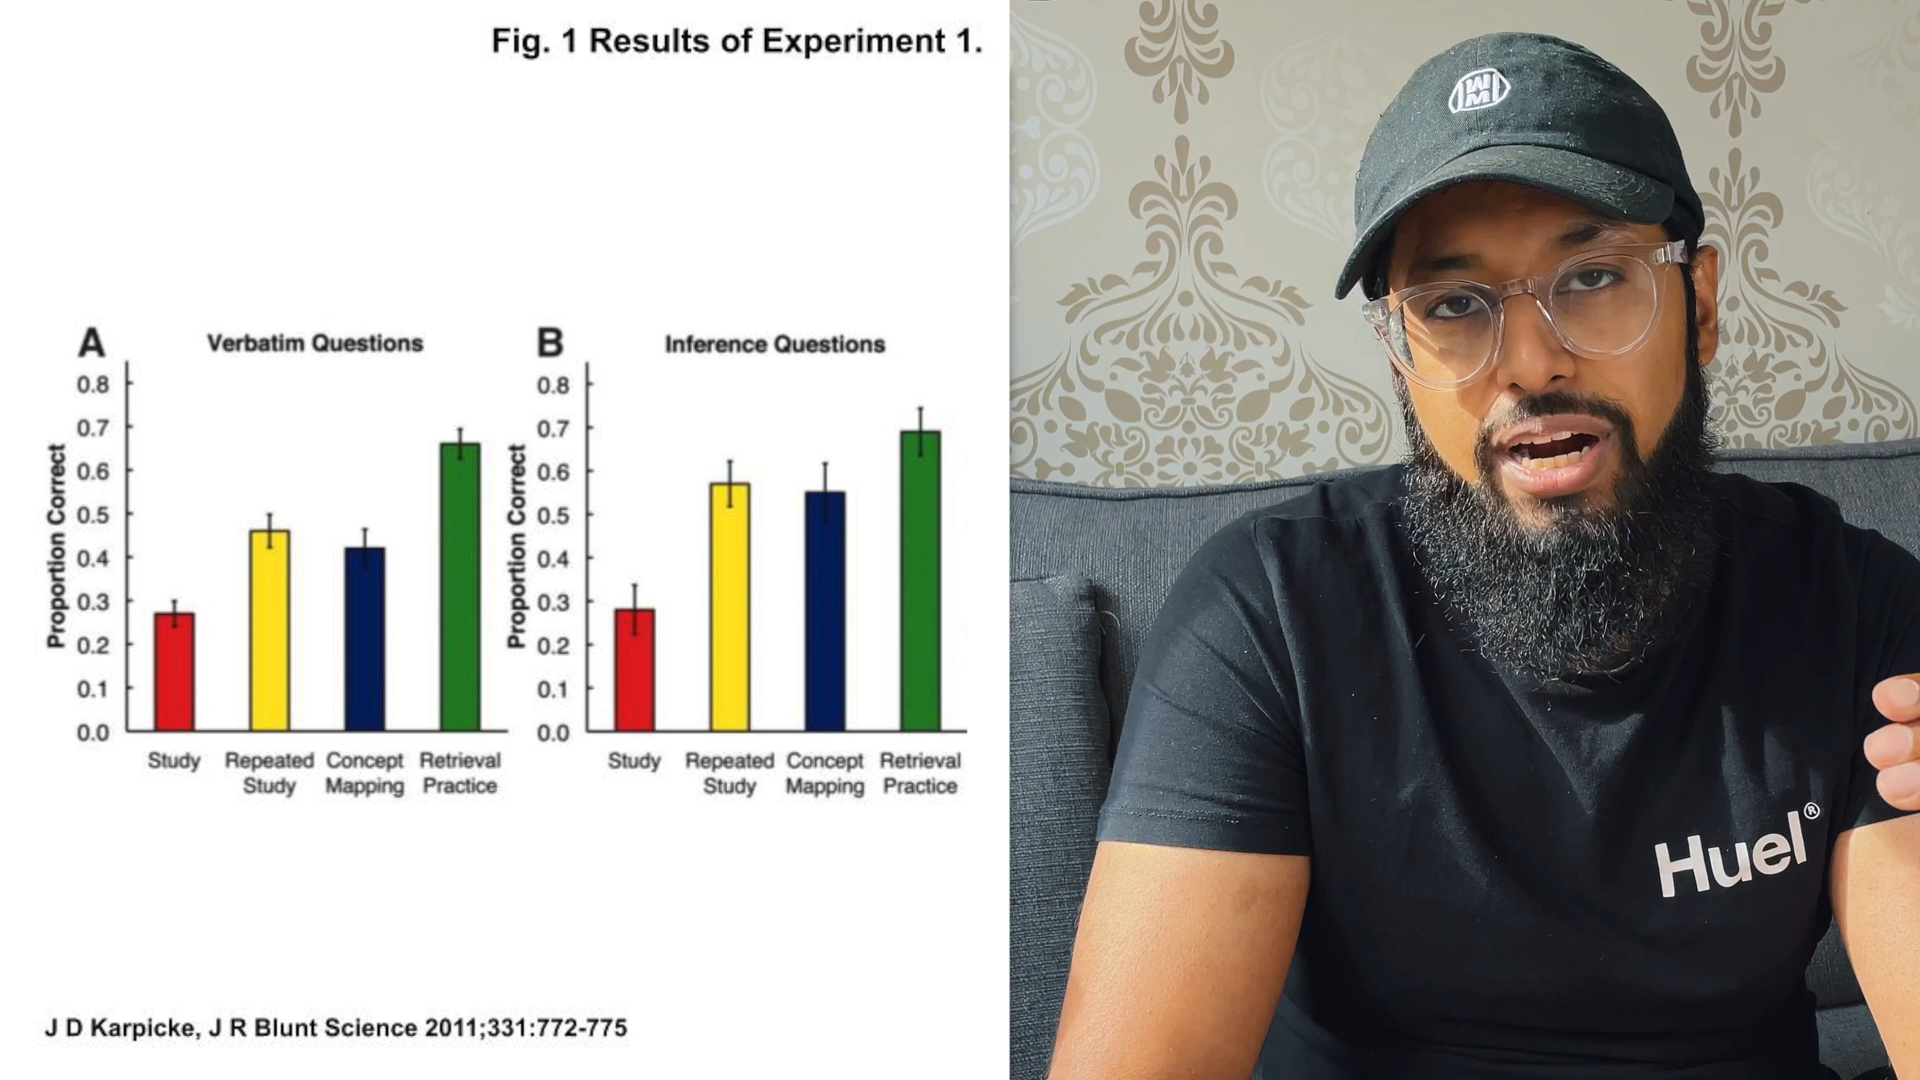 Fig. 1 Results of Experiment 1.
A
Verbatim Questions
Proportion Correct
0.8
0.7
0.6
0.5
0.4
0.3
0.2
0.1
0.0
Study
Repeated Study
Concept Mapping
Retrieval Practice
B
Inference Questions
Proportion Correct
0.8
0.7
0.6
0.5
0.4
0.3
0.2
0.1
0.0
Study
Repeated Study
Concept Mapping
Retrieval Practice
J D Karpicke, J R Blunt Science 2011;331:772-775
WM
Huel®